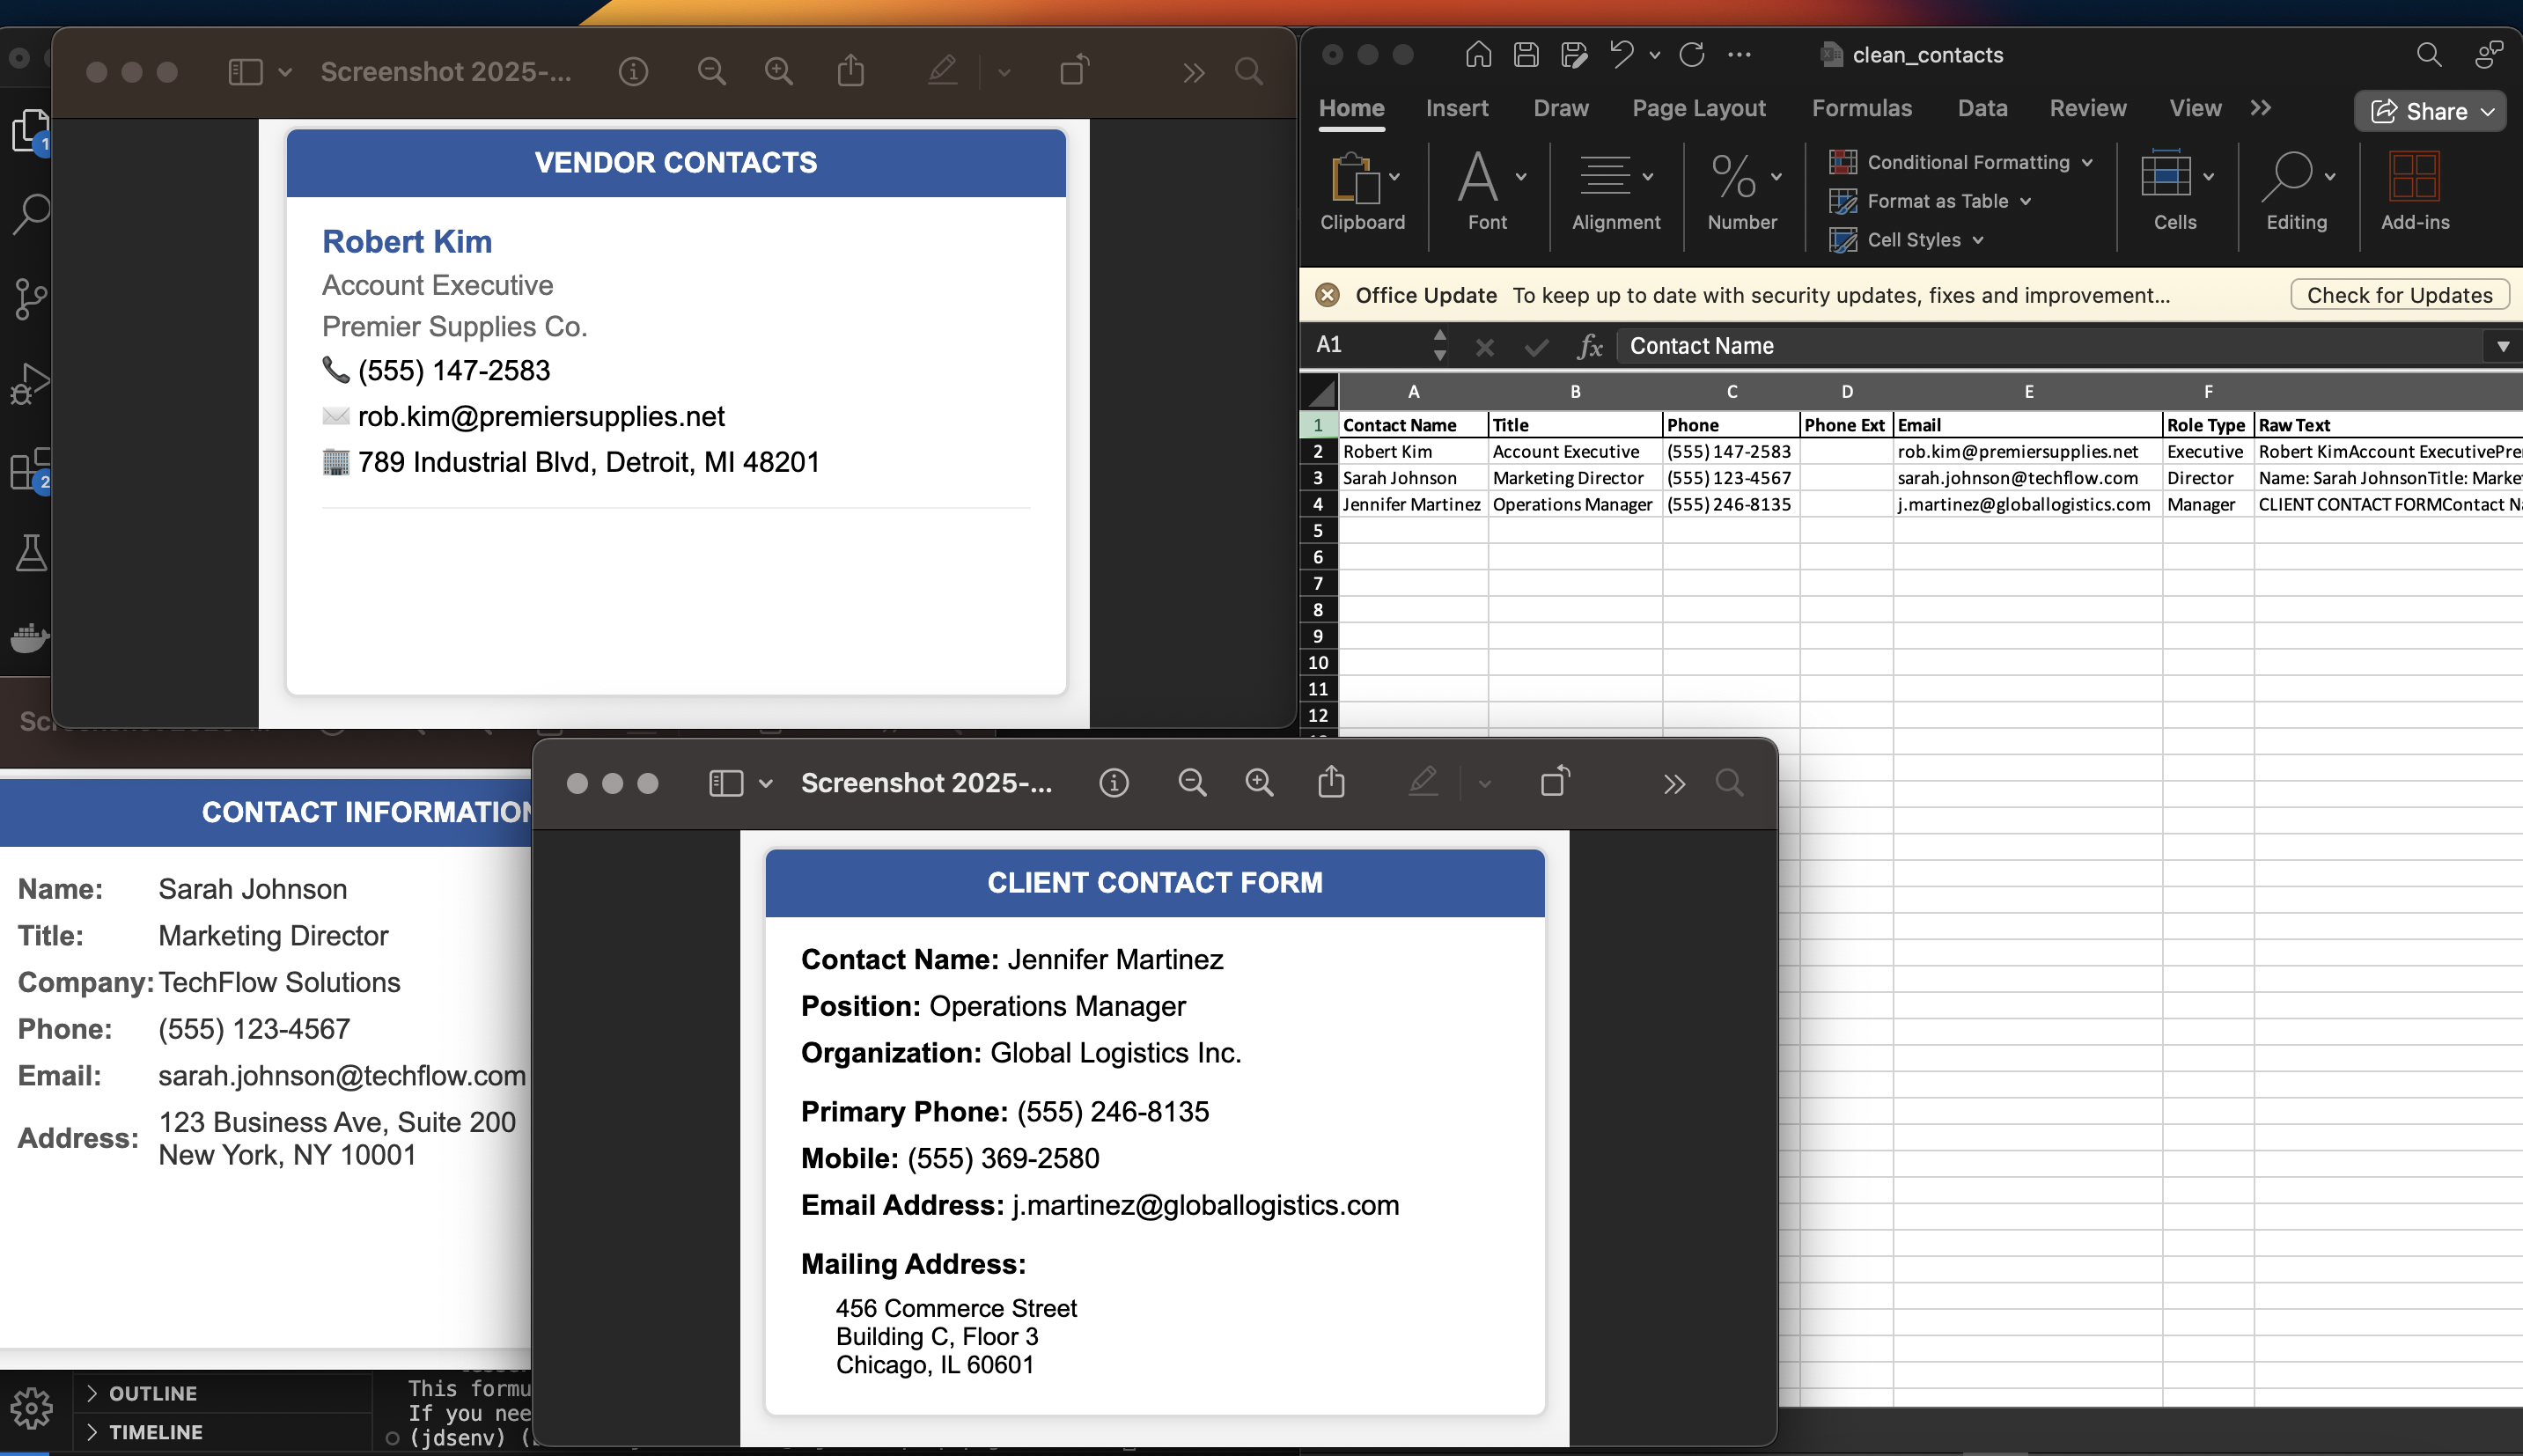 Screenshot 2025-...
VENDOR CONTACTS
Robert Kim
Account Executive
Premier Supplies Co.
(555) 147-2583
rob.kim@premiersupplies.net
789 Industrial Blvd, Detroit, MI 48201
1
2
clean_contacts
Home Insert Draw Page Layout Formulas Data Review View Share
Clipboard Font Alignment Number Cells Editing Add-ins
Conditional Formatting
Format as Table
Cell Styles
Office Update To keep up to date with security updates, fixes and improvement... Check for Updates
A1 fx Contact Name
A B C D E F
1 Contact Name Title Phone Phone Ext Email Role Type Raw Text
2 Robert Kim Account Executive (555) 147-2583 rob.kim@premiersupplies.net Executive Robert KimAccount ExecutivePre
3 Sarah Johnson Marketing Director (555) 123-4567 sarah.johnson@techflow.com Director Name: Sarah JohnsonTitle: Marke
4 Jennifer Martinez Operations Manager (555) 246-8135 j.martinez@globallogistics.com Manager CLIENT CONTACT FORMContact N
5
6
7
8
9
10
11
12
CONTACT INFORMATION
Name: Sarah Johnson
Title: Marketing Director
Company: TechFlow Solutions
Phone: (555) 123-4567
Email: sarah.johnson@techflow.com
Address: 123 Business Ave, Suite 200
New York, NY 10001
Screenshot 2025-...
CLIENT CONTACT FORM
Contact Name: Jennifer Martinez
Position: Operations Manager
Organization: Global Logistics Inc.
Primary Phone: (555) 246-8135
Mobile: (555) 369-2580
Email Address: j.martinez@globallogistics.com
Mailing Address:
456 Commerce Street
Building C, Floor 3
Chicago, IL 60601
OUTLINE
TIMELINE
This formu
If you nee
(jdsenv) (